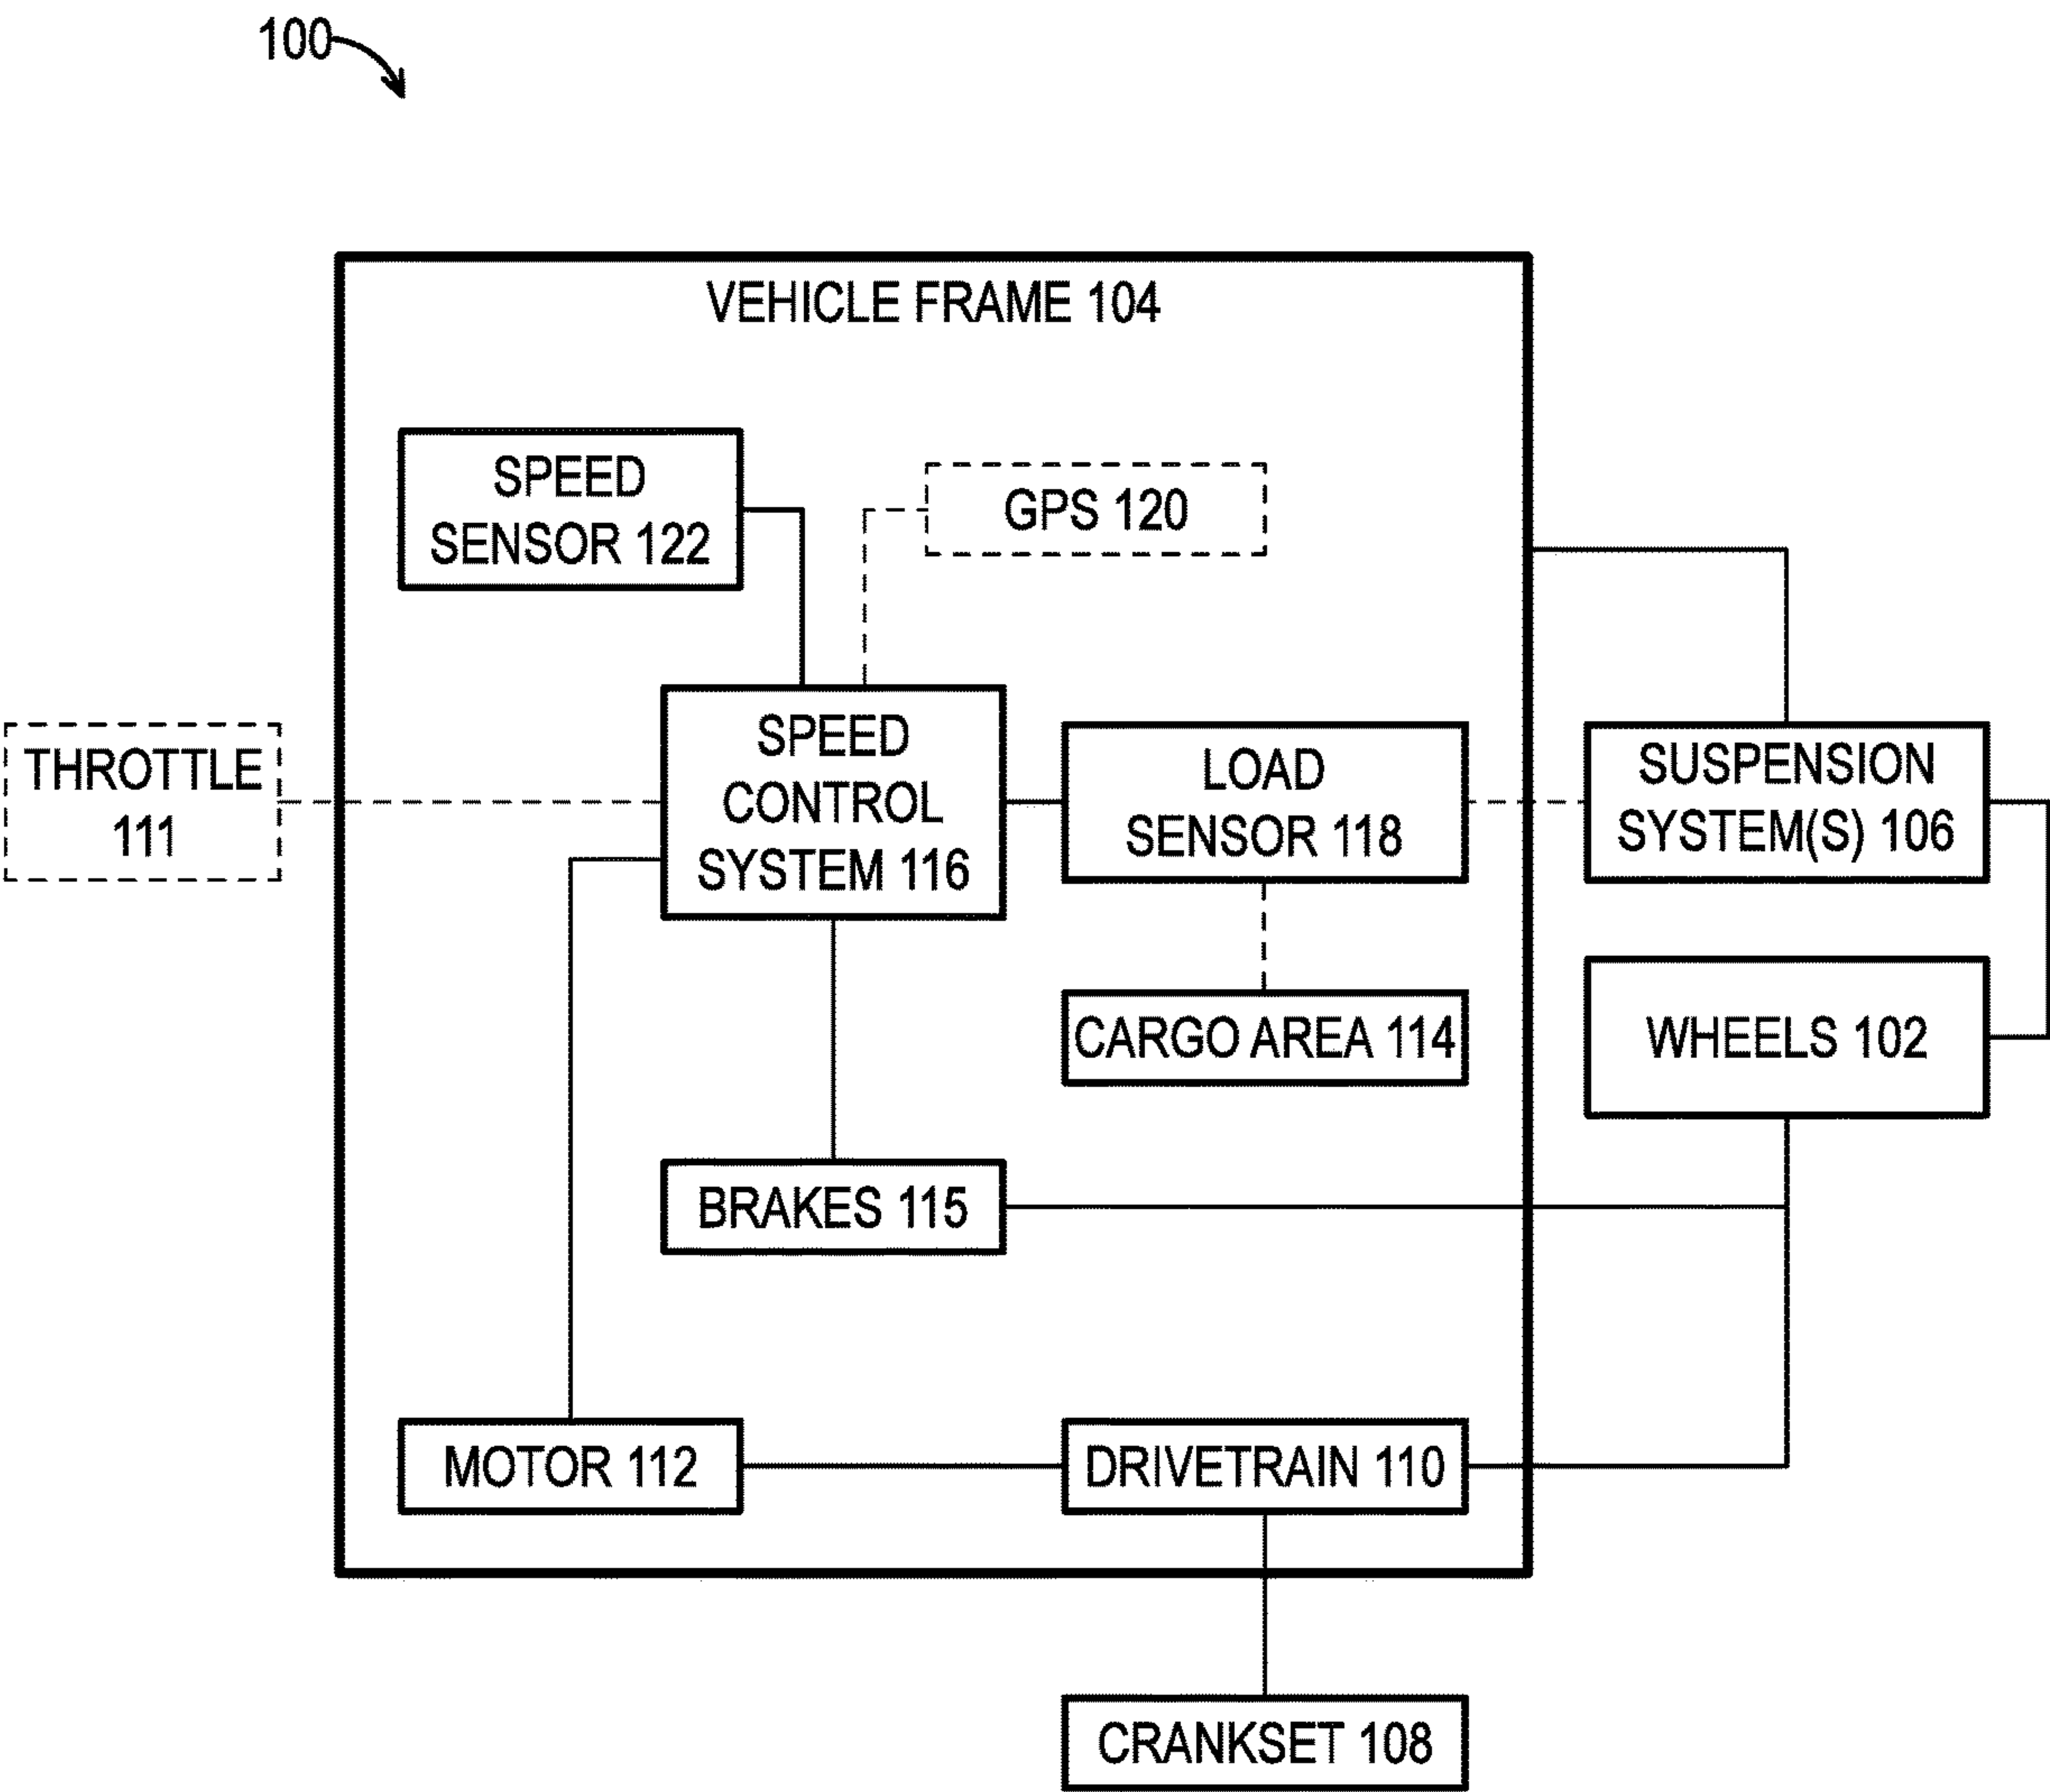 100
VEHICLE FRAME 104
SPEED
SENSOR 122
GPS 120
THROTTLE
111
SPEED
CONTROL
SYSTEM 116
LOAD
SENSOR 118
SUSPENSION
SYSTEM(S) 106
CARGO AREA 114
WHEELS 102
BRAKES 115
MOTOR 112
DRIVETRAIN 110
CRANKSET 108